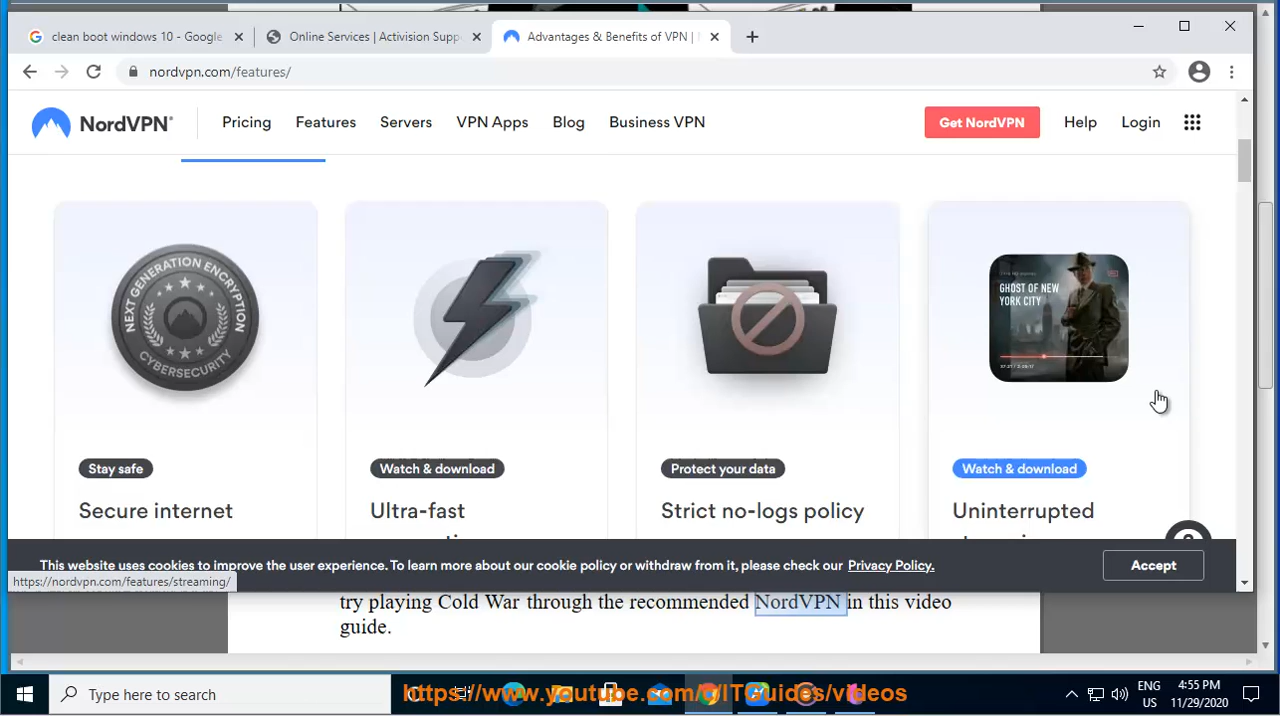 clean boot windows 10 - Google
Online Services | Activision Suppo
Advantages & Benefits of VPN |
nordvpn.com/features/
NordVPN®
Pricing
Features
Servers
VPN Apps
Blog
Business VPN
Get NordVPN
Help
Login
NEXT GENERATION ENCRYPTION
CYBERSECURITY
GHOST OF NEW
YORK CITY
Stay safe
Watch & download
Protect your data
Watch & download
Secure internet
Ultra-fast
Strict no-logs policy
Uninterrupted
This website uses cookies to improve the user experience. To learn more about our cookie policy or withdraw from it, please check our Privacy Policy.
Accept
https://nordvpn.com/features/streaming/
try playing Cold War through the recommended NordVPN in this video
guide.
Type here to search
https://www.youtube.com/c/ITGuides/videos
ENG
US
4:55 PM
11/29/2020